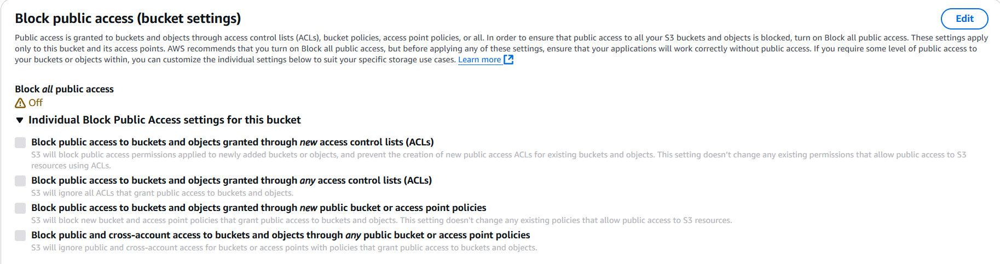 Block public access (bucket settings)
Edit
Public access is granted to buckets and objects through access control lists (ACLs), bucket policies, access point policies, or all. In order to ensure that public access to all your S3 buckets and objects is blocked, turn on Block all public access. These settings apply
only to this bucket and its access points. AWS recommends that you turn on Block all public access, but before applying any of these settings, ensure that your applications will work correctly without public access. If you require some level of public access to
your buckets or objects within, you can customize the individual settings below to suit your specific storage use cases. Learn more
Block all public access
Off
Individual Block Public Access settings for this bucket
Block public access to buckets and objects granted through new access control lists (ACLs)
S3 will block public access permissions applied to newly added buckets or objects, and prevent the creation of new public access ACLs for existing buckets and objects. This setting doesn’t change any existing permissions that allow public access to S3
resources using ACLs.
Block public access to buckets and objects granted through any access control lists (ACLs)
S3 will ignore all ACLs that grant public access to buckets and objects.
Block public access to buckets and objects granted through new public bucket or access point policies
S3 will block new bucket and access point policies that grant public access to buckets and objects. This setting doesn't change any existing policies that allow public access to S3 resources.
Block public and cross-account access to buckets and objects through any public bucket or access point policies
S3 will ignore public and cross-account access for buckets or access points with policies that grant public access to buckets and objects.